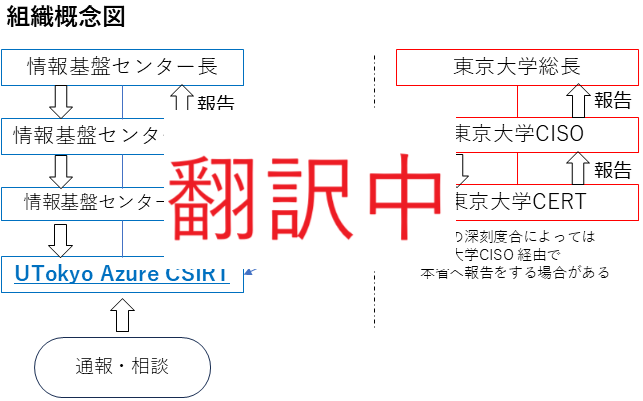 組織概念図
情報基盤センター長
東京大学総長
報告
報告
情報基盤センタ
東京大学CISO
翻訳中
報告
情報基盤センター
東京大学CERT
の深刻度合によっては
大学CISO 経由で
本省へ報告をする場合がある
UTokyo Azure CSIRT
通報・相談